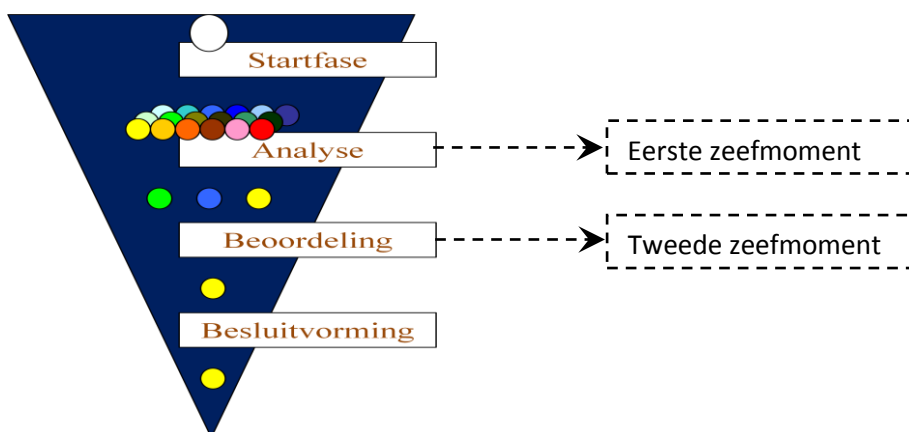 Startfase
Analyse
Eerste zeefmoment
Beoordeling
Tweede zeefmoment
Besluitvorming